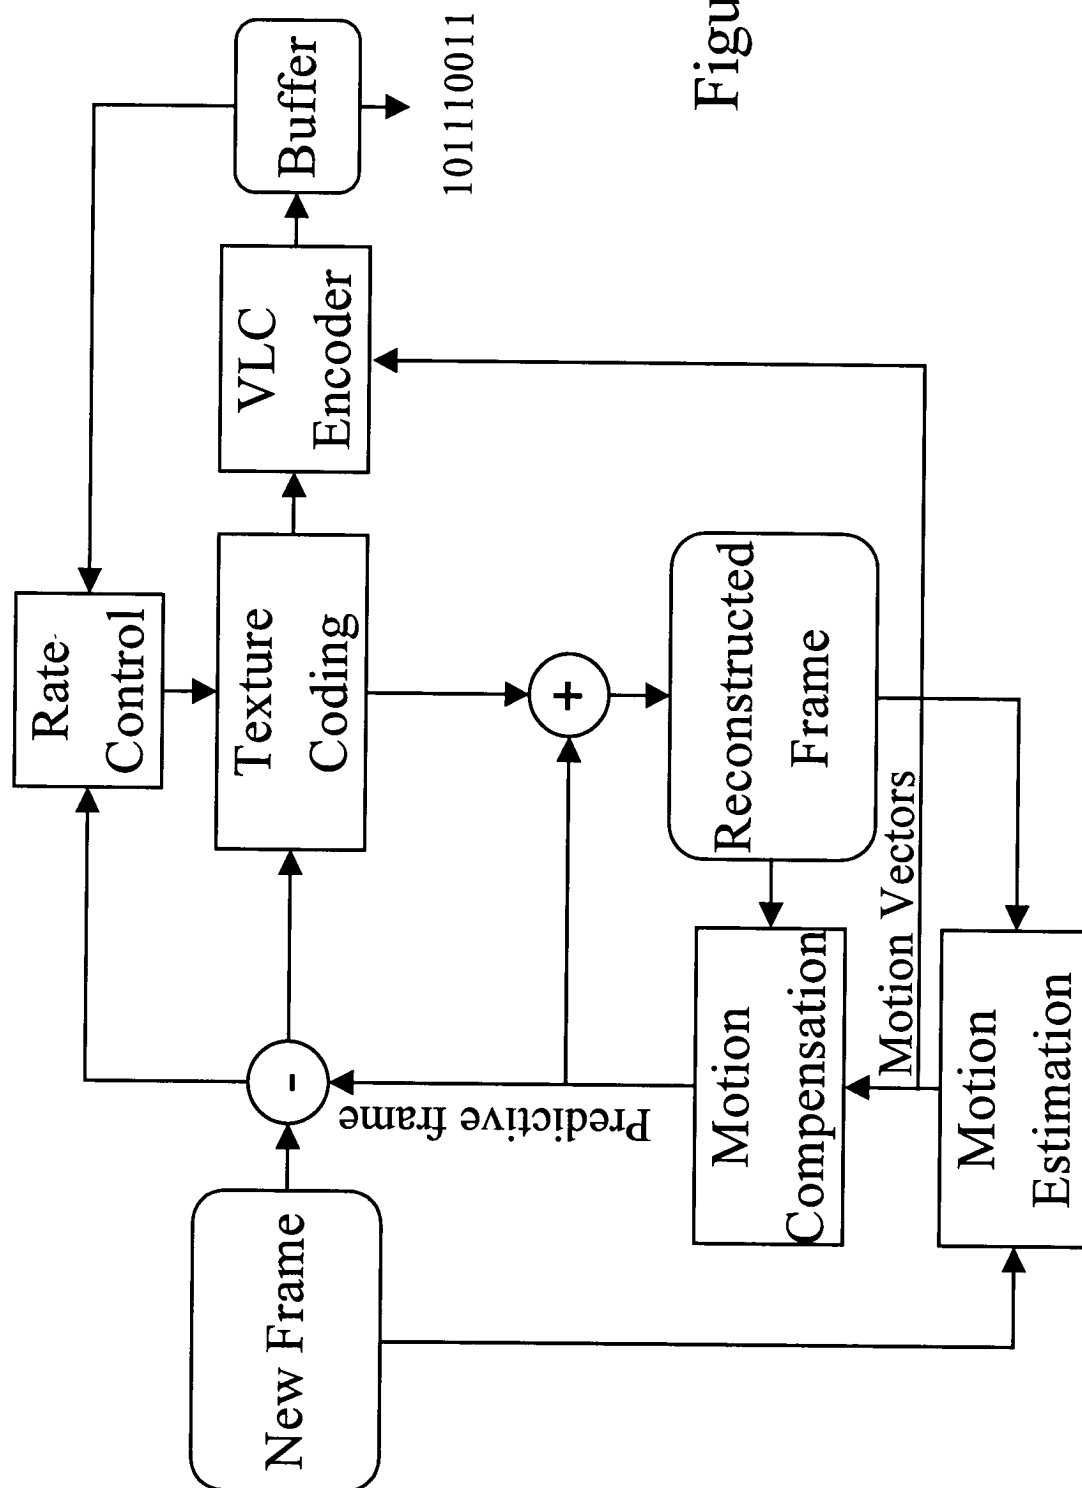 Rate
Control
New Frame
-
Texture
Coding
VLC
Encoder
Buffer
101110011
Predictive frame
+
Motion
Compensation
Reconstructed
Frame
Motion Vectors
Motion
Estimation